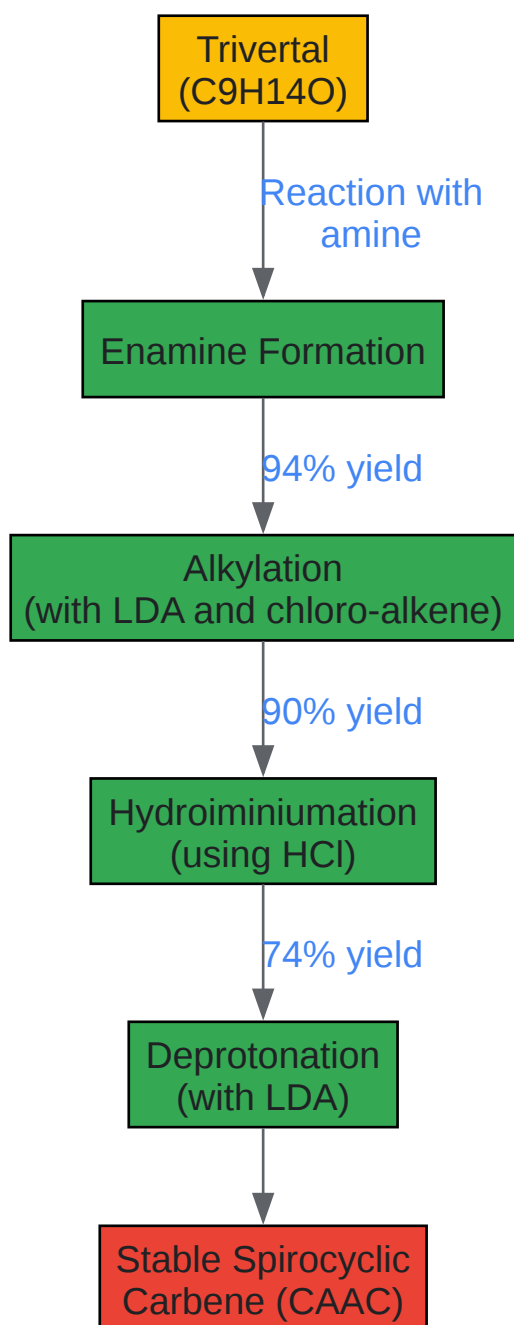 Trivertal
(C9H14O)
Reaction with
amine
Enamine Formation
94% yield
Alkylation
(with LDA and chloro-alkene)
90% yield
Hydroiminiumation
(using HCl)
74% yield
Deprotonation
(with LDA)
Stable Spirocyclic
Carbene (CAAC)